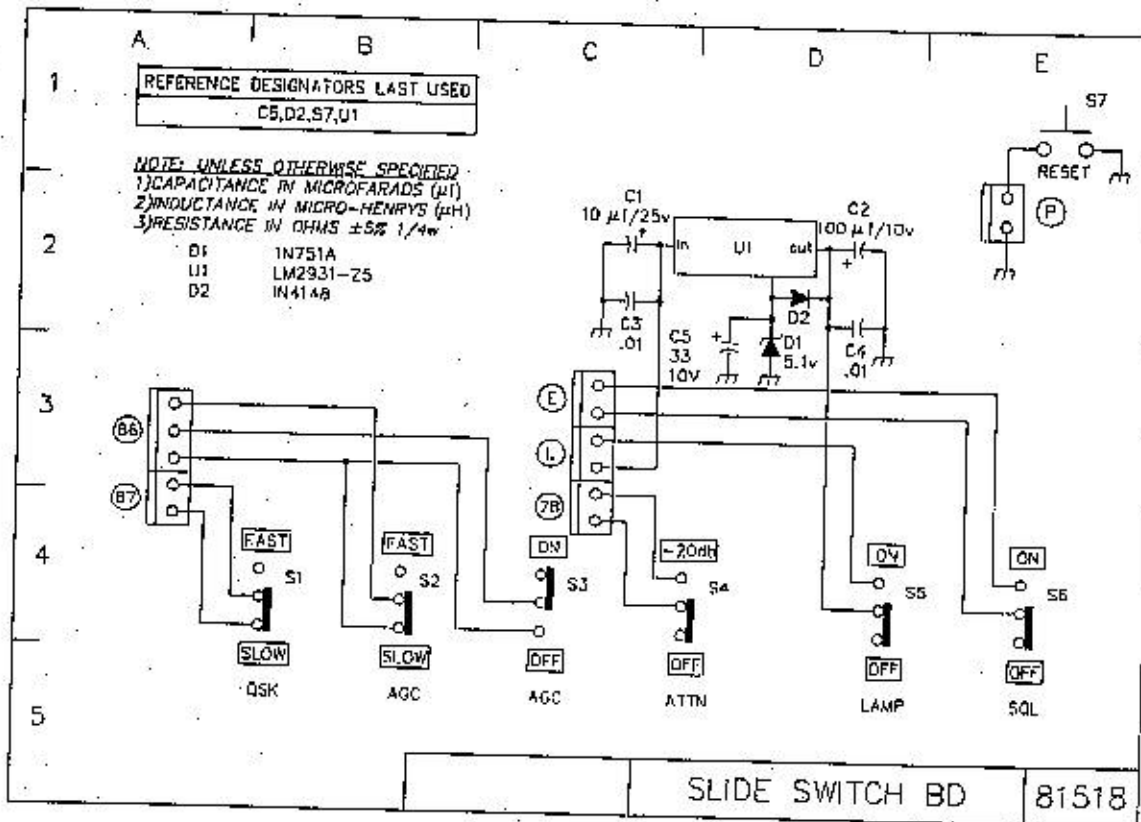 A B C D E
1
REFERENCE DESIGNATORS LAST USED
C5,D2,S7,U1
S7
RESET
P
NOTE: UNLESS OTHERWISE SPECIFIED
1)CAPACITANCE IN MICROFARADS (µf)
2)INDUCTANCE IN MICRO-HENRYS (µH)
3)RESISTANCE IN OHMS ±5% 1/4w
2
D1 1N751A
U1 LM2931-Z5
D2 IN4148
C1
10 µf/25v
+
In U1 out
C2
100 µf/10v
+
C3
.01
C5
33
10V
+
D2
D1
5.1v
C4
.01
3
86
87
E
L
78
4
FAST
S1
SLOW
QSK
FAST
S2
SLOW
AGC
ON
S3
OFF
AGC
-20db
S4
OFF
ATTN
ON
S5
OFF
LAMP
ON
S6
OFF
SQL
5
SLIDE SWITCH BD 81518